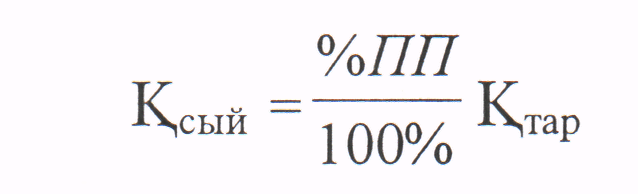 Қсый = %ПП / 100% Қтар